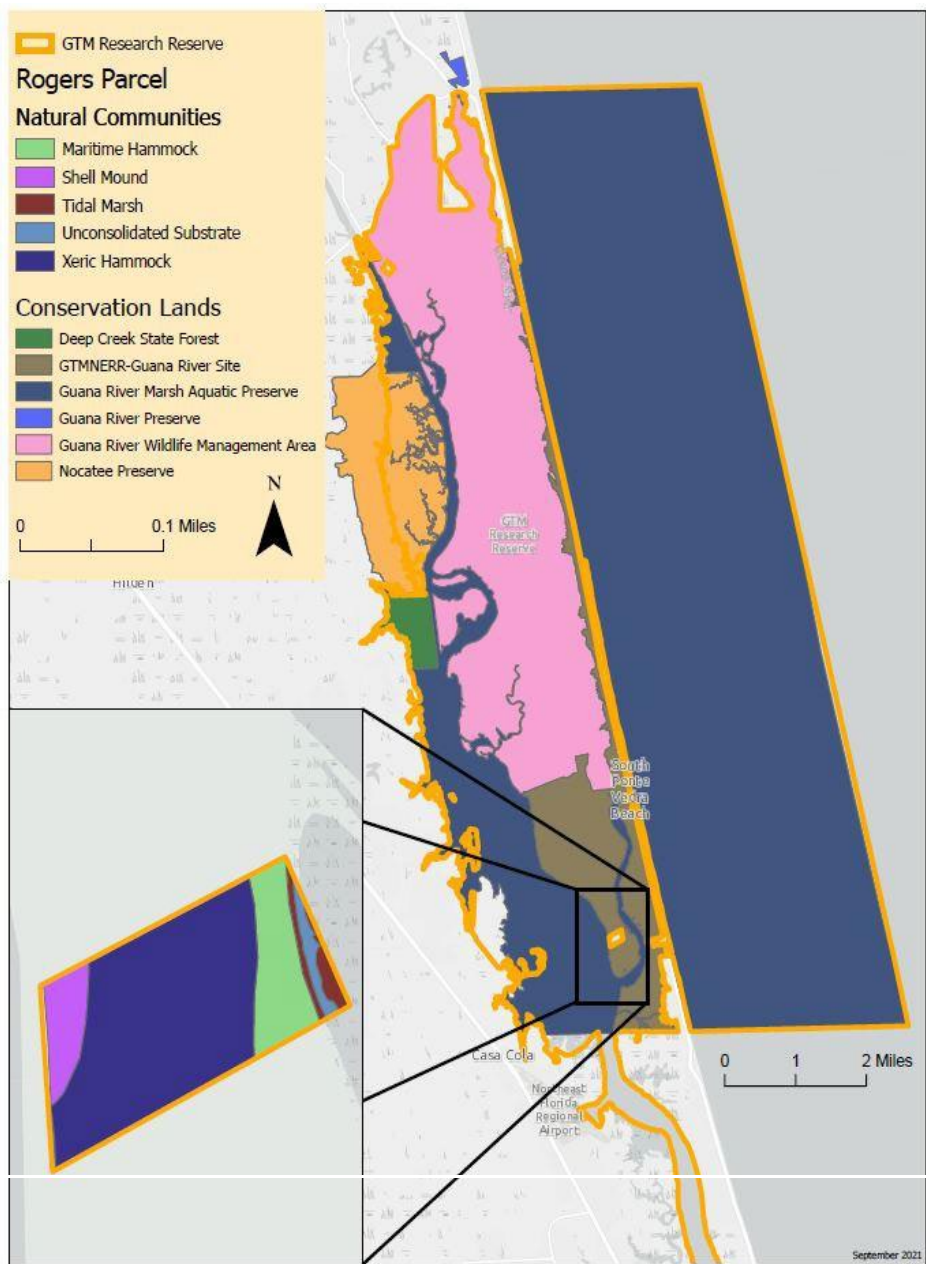 GTM Research Reserve
Rogers Parcel
Natural Communities
Maritime Hammock
Shell Mound
Tidal Marsh
Unconsolidated Substrate
Xeric Hammock
Conservation Lands
Deep Creek State Forest
GTMNERR-Guana River Site
Guana River Marsh Aquatic Preserve
Guana River Preserve
Guana River Wildlife Management Area
Nocatee Preserve
N
0 0.1 Miles
GTM
Research
Reserve
South
Ponte
Vedra
Beach
Casa Cola
Northeast
Florida
Regional
Airport
0 1 2 Miles
September 2021